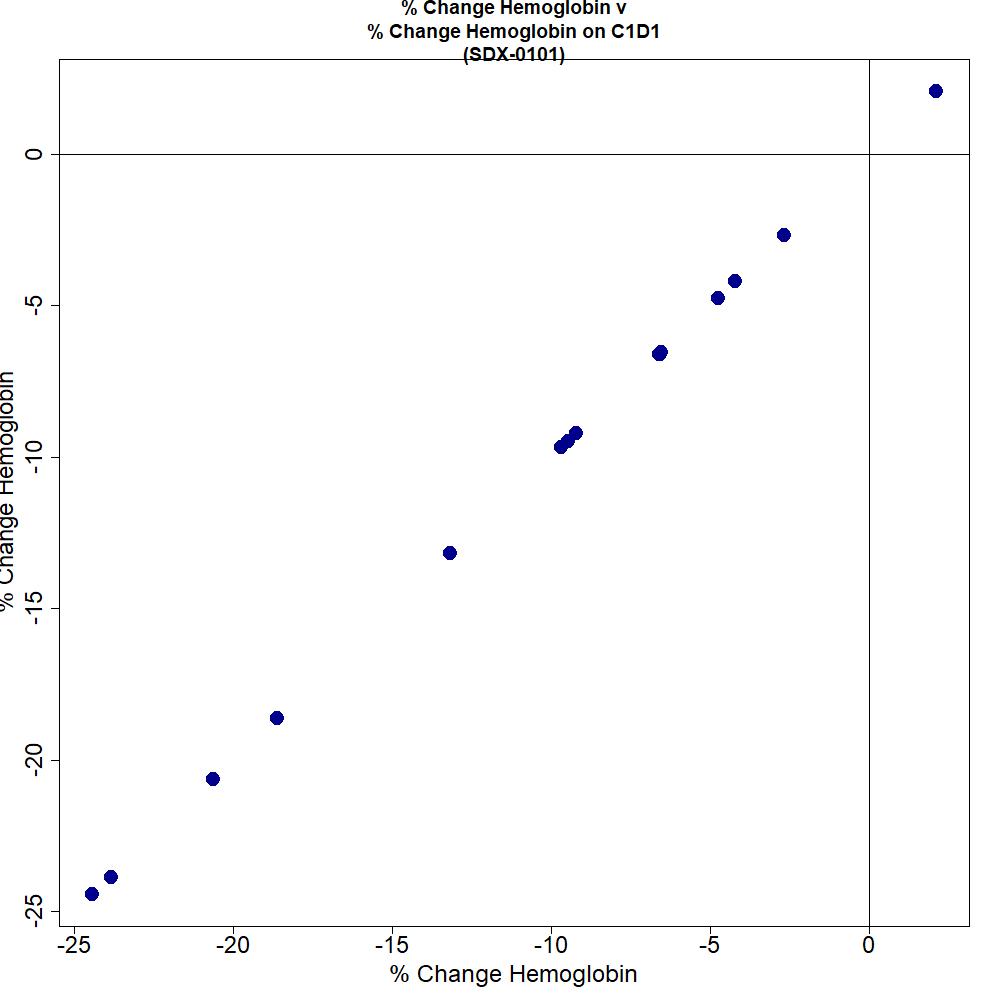 % Change Hemoglobin v
% Change Hemoglobin on C1D1
(SDX-0101)
% Change Hemoglobin
0
-5
-10
-15
-20
-25
-25 -20 -15 -10 -5 0
% Change Hemoglobin